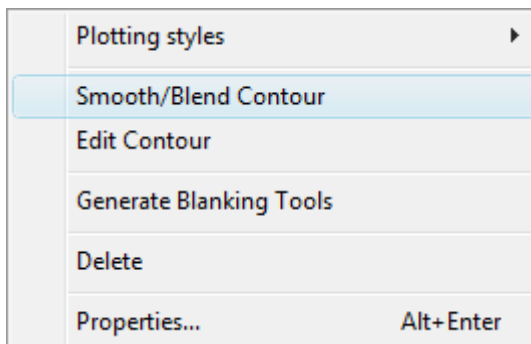 Plotting styles
Smooth/Blend Contour
Edit Contour
Generate Blanking Tools
Delete
Properties... Alt+Enter